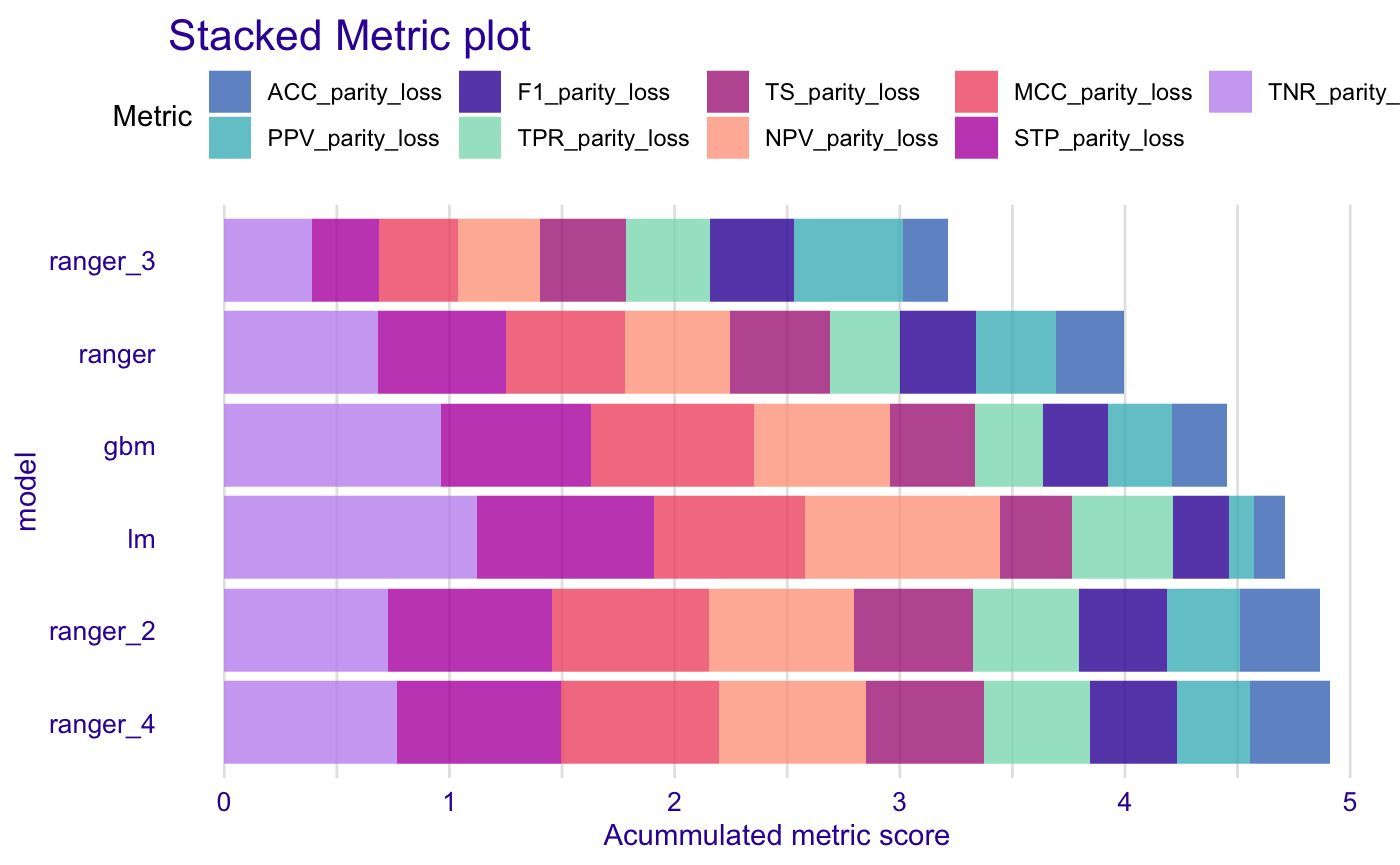 Stacked Metric plot
Metric
ACC_parity_loss F1_parity_loss TS_parity_loss MCC_parity_loss TNR_parity_
PPV_parity_loss TPR_parity_loss NPV_parity_loss STP_parity_loss
model
ranger_3
ranger
gbm
lm
ranger_2
ranger_4
0 1 2 3 4 5
Acummulated metric score